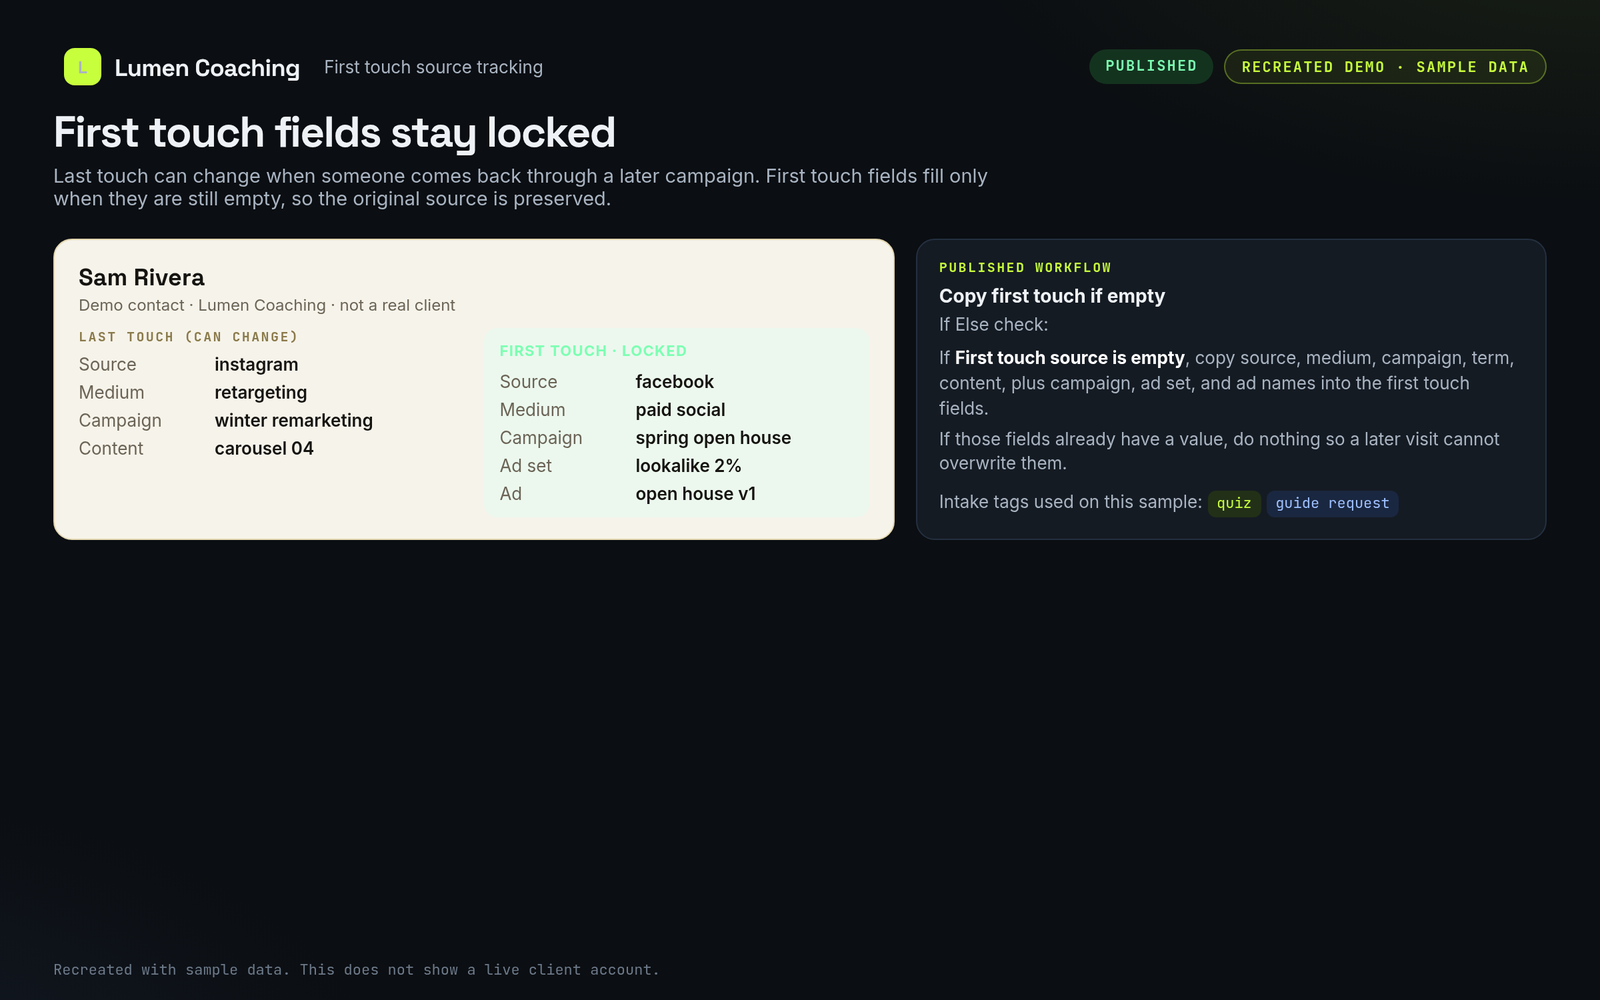 L
Lumen Coaching
First touch source tracking
PUBLISHED
RECREATED DEMO · SAMPLE DATA
First touch fields stay locked
Last touch can change when someone comes back through a later campaign. First touch fields fill only
when they are still empty, so the original source is preserved.
Sam Rivera
Demo contact · Lumen Coaching · not a real client
LAST TOUCH (CAN CHANGE)
Source instagram
Medium retargeting
Campaign winter remarketing
Content carousel 04
FIRST TOUCH · LOCKED
Source facebook
Medium paid social
Campaign spring open house
Ad set lookalike 2%
Ad open house v1
PUBLISHED WORKFLOW
Copy first touch if empty
If Else check:
If First touch source is empty, copy source, medium, campaign, term,
content, plus campaign, ad set, and ad names into the first touch
fields.
If those fields already have a value, do nothing so a later visit cannot
overwrite them.
Intake tags used on this sample: quiz guide request
Recreated with sample data. This does not show a live client account.